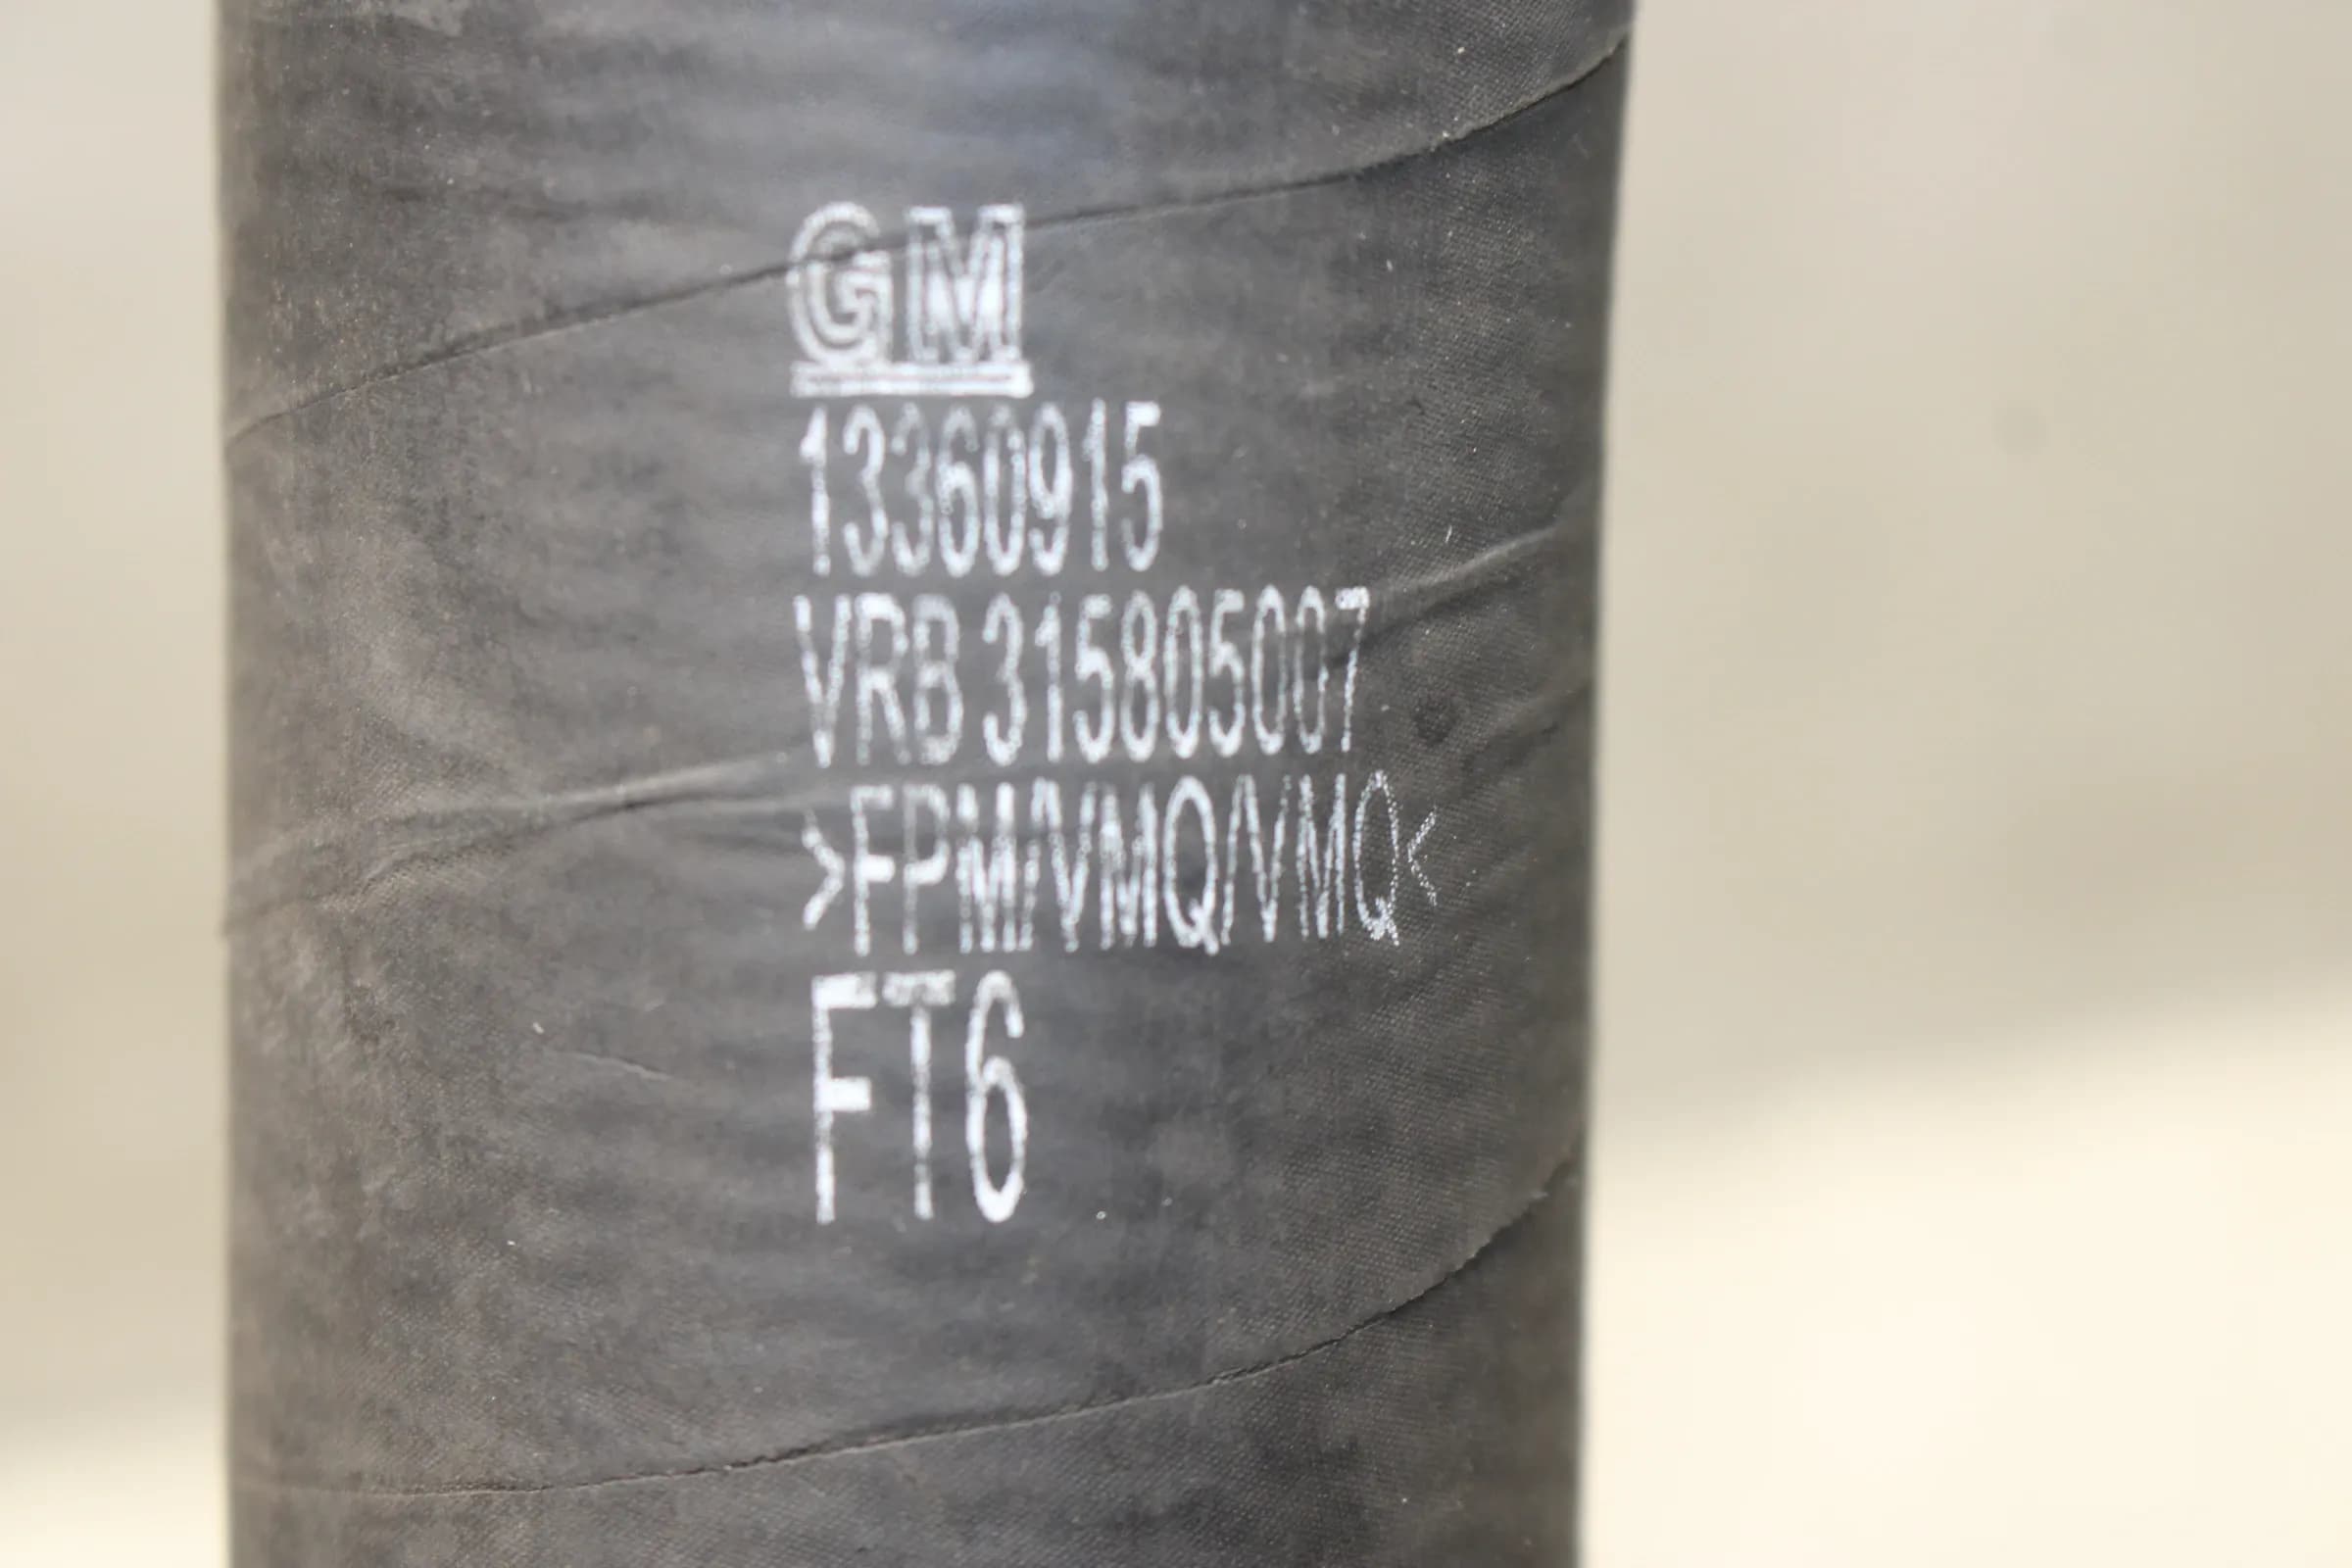 GM
13360915
VRB 315805007
>FPM/VMQ/VMQ<
FT6